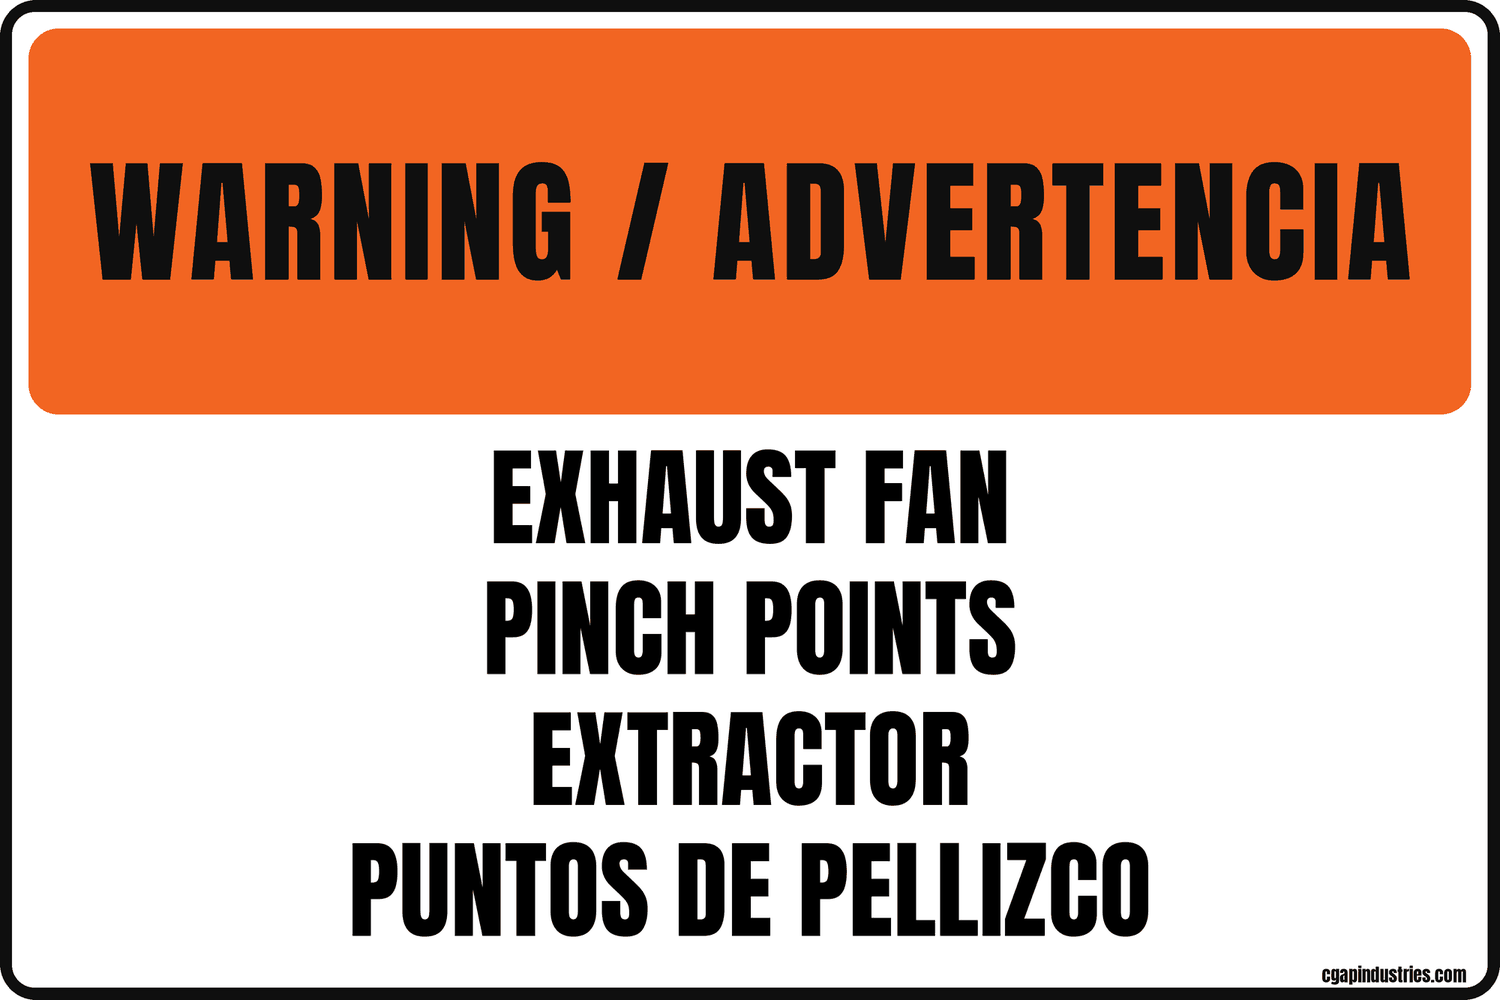 WARNING / ADVERTENCIA
EXHAUST FAN
PINCH POINTS
EXTRACTOR
PUNTOS DE PELLIZCO
cgapindustries.com